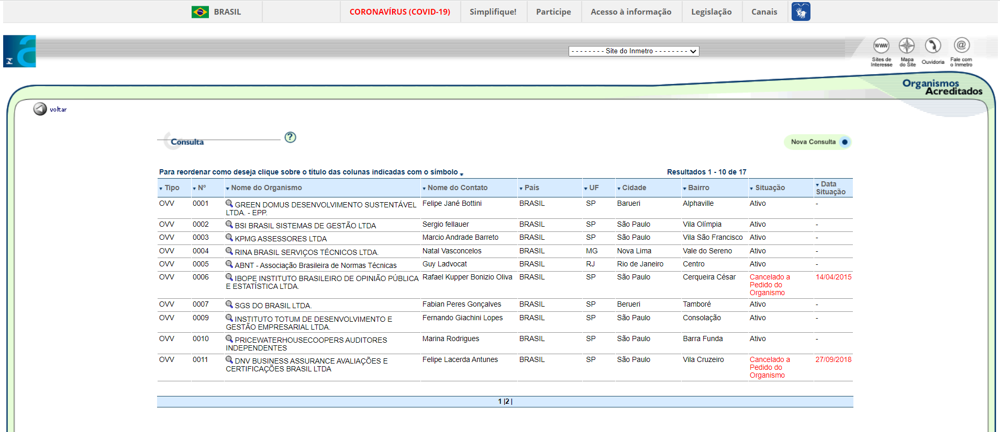 BRASIL
CORONAVÍRUS (COVID-19)
Simplifique!
Participe
Acesso à informação
Legislação
Canais
- - - - - - - - Site do Inmetro - - - - - - - -
www
Sites de
Interesse
Mapa
do Site
Ouvidoria
@
Fale com
o Inmetro
Organismos
Acreditados
voltar
Consulta
?
Nova Consulta
Para reordenar como deseja clique sobre o título das colunas indicadas com o símbolo
Resultados 1 - 10 de 17
Tipo Nº Nome do Organismo Nome do Contato País UF Cidade Bairro Situação Data
Situação
OVV 0001 GREEN DOMUS DESENVOLVIMENTO SUSTENTÁVEL Felipe Jané Bottini BRASIL SP Barueri Alphaville Ativo -
LTDA. - EPP.
OVV 0002 BSI BRASIL SISTEMAS DE GESTÃO LTDA Sergio fellauer BRASIL SP São Paulo Vila Olímpia Ativo -
OVV 0003 KPMG ASSESSORES LTDA Marcio Andrade Barreto BRASIL SP São Paulo Vila São Francisco Ativo -
OVV 0004 RINA BRASIL SERVIÇOS TÉCNICOS LTDA. Natal Vasconcelos BRASIL MG Nova Lima Vale do Sereno Ativo -
OVV 0005 ABNT - Associação Brasileira de Normas Técnicas Guy Ladvocat BRASIL RJ Rio de Janeiro Centro Ativo -
OVV 0006 IBOPE INSTITUTO BRASILEIRO DE OPINIÃO PÚBLICA Rafael Kupper Bonizio Oliva BRASIL SP São Paulo Cerqueira César Cancelado a 14/04/2015
E ESTATÍSTICA LTDA. Pedido do
Organismo
OVV 0007 SGS DO BRASIL LTDA. Fabian Peres Gonçalves BRASIL SP Berueri Tamboré Ativo -
OVV 0009 INSTITUTO TOTUM DE DESENVOLVIMENTO E Fernando Giachini Lopes BRASIL SP São Paulo Consolação Ativo -
GESTÃO EMPRESARIAL LTDA.
OVV 0010 PRICEWATERHOUSECOOPERS AUDITORES Marina Rodrigues BRASIL SP São Paulo Barra Funda Ativo -
INDEPENDENTES
OVV 0011 DNV BUSINESS ASSURANCE AVALIAÇÕES E Felipe Lacerda Antunes BRASIL SP São Paulo Vila Cruzeiro Cancelado a 27/09/2018
CERTIFICAÇÕES BRASIL LTDA Pedido do
Organismo
1 |2 |